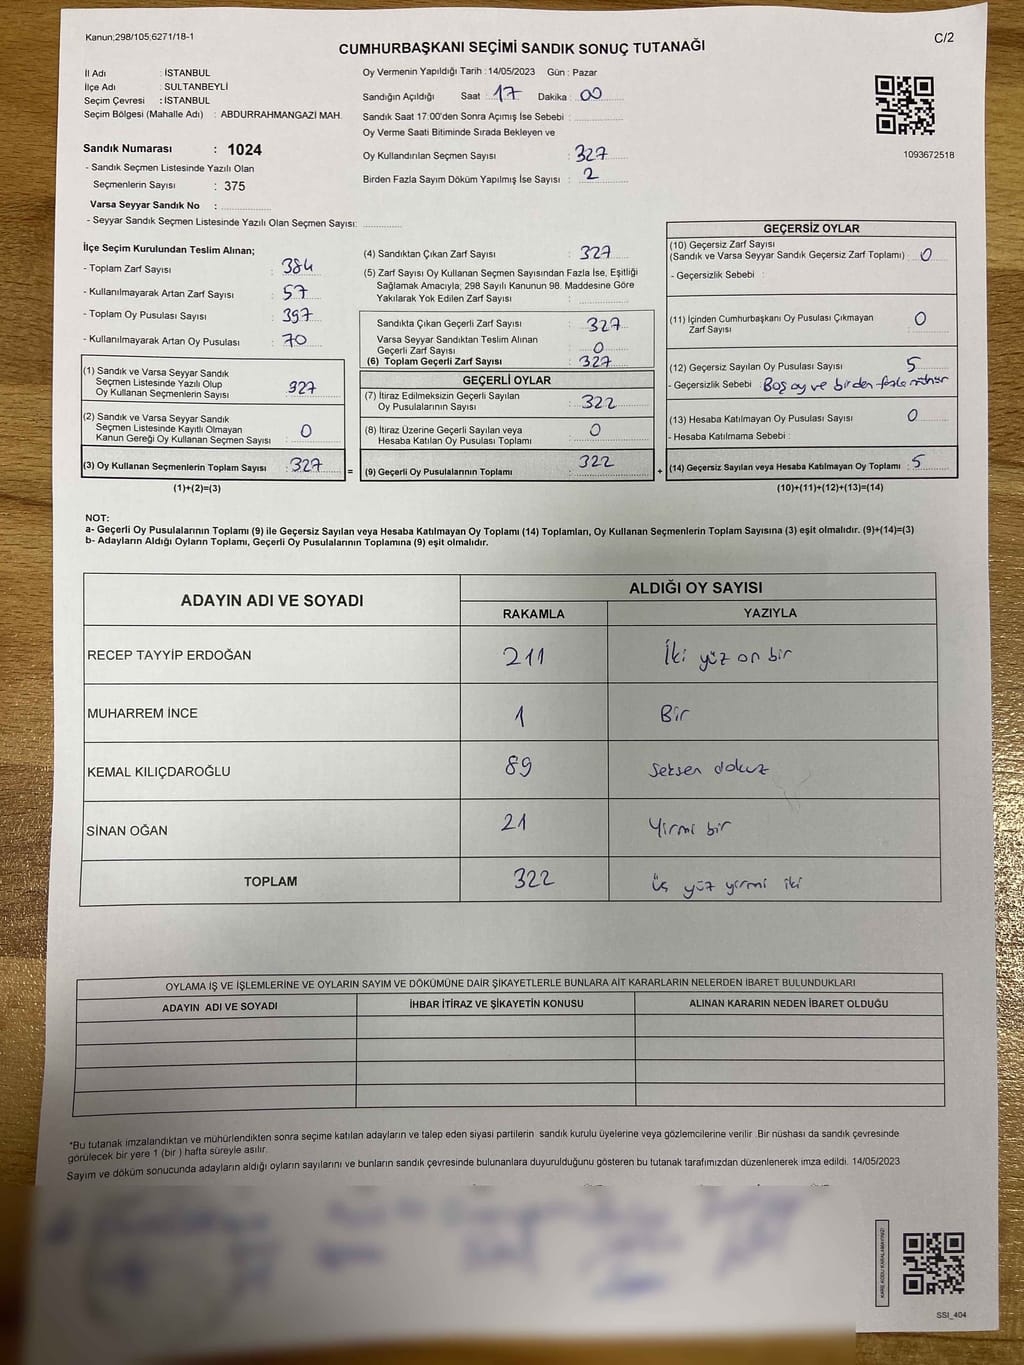 Kanun;298/105;6271/18-1
C/2
CUMHURBAŞKANI SEÇİMİ SANDIK SONUÇ TUTANAĞI
İl Adı : İSTANBUL
İlçe Adı : SULTANBEYLİ
Seçim Çevresi : İSTANBUL
Seçim Bölgesi (Mahalle Adı) : ABDURRAHMANGAZİ MAH.
Sandık Numarası : 1024
- Sandık Seçmen Listesinde Yazılı Olan
Seçmenlerin Sayısı : 375
Varsa Seyyar Sandık No :
- Seyyar Sandık Seçmen Listesinde Yazılı Olan Seçmen Sayısı:
Oy Vermenin Yapıldığı Tarih : 14/05/2023 Gün : Pazar
Sandığın Açıldığı Saat : 17 Dakika : 00
Sandık Saat 17.00'den Sonra Açımış İse Sebebi :
Oy Verme Saati Bitiminde Sırada Bekleyen ve
Oy Kullandırılan Seçmen Sayısı : 327
Birden Fazla Sayım Döküm Yapılmış İse Sayısı : 2
1093672518
İlçe Seçim Kurulundan Teslim Alınan;
- Toplam Zarf Sayısı : 384
- Kullanılmayarak Artan Zarf Sayısı : 57
- Toplam Oy Pusulası Sayısı : 397
- Kullanılmayarak Artan Oy Pusulası : 70
(1) Sandık ve Varsa Seyyar Sandık
Seçmen Listesinde Yazılı Olup
Oy Kullanan Seçmenlerin Sayısı : 327
(2) Sandık ve Varsa Seyyar Sandık
Seçmen Listesinde Kayıtlı Olmayan
Kanun Gereği Oy Kullanan Seçmen Sayısı : 0
(3) Oy Kullanan Seçmenlerin Toplam Sayısı : 327
(1)+(2)=(3)
(4) Sandıktan Çıkan Zarf Sayısı : 327
(5) Zarf Sayısı Oy Kullanan Seçmen Sayısından Fazla İse, Eşitliği
Sağlamak Amacıyla; 298 Sayılı Kanunun 98. Maddesine Göre
Yakılarak Yok Edilen Zarf Sayısı :
Sandıkta Çıkan Geçerli Zarf Sayısı : 327
Varsa Seyyar Sandıktan Teslim Alınan
Geçerli Zarf Sayısı : 0
(6) Toplam Geçerli Zarf Sayısı : 327
GEÇERLİ OYLAR
(7) İtiraz Edilmeksizin Geçerli Sayılan
Oy Pusulalarının Sayısı : 322
(8) İtiraz Üzerine Geçerli Sayılan veya
Hesaba Katılan Oy Pusulası Toplamı : 0
= (9) Geçerli Oy Pusulalarının Toplamı : 322
GEÇERSİZ OYLAR
(10) Geçersiz Zarf Sayısı
(Sandık ve Varsa Seyyar Sandık Geçersiz Zarf Toplamı) : 0
- Geçersizlik Sebebi :
(11) İçinden Cumhurbaşkanı Oy Pusulası Çıkmayan
Zarf Sayısı : 0
(12) Geçersiz Sayılan Oy Pusulası Sayısı : 5
- Geçersizlik Sebebi : Boş oy ve birden fazla mühür
(13) Hesaba Katılmayan Oy Pusulası Sayısı : 0
- Hesaba Katılmama Sebebi :
+ (14) Geçersiz Sayılan veya Hesaba Katılmayan Oy Toplamı : 5
(10)+(11)+(12)+(13)=(14)
NOT:
a- Geçerli Oy Pusulalarının Toplamı (9) ile Geçersiz Sayılan veya Hesaba Katılmayan Oy Toplamı (14) Toplamları, Oy Kullanan Seçmenlerin Toplam Sayısına (3) eşit olmalıdır. (9)+(14)=(3)
b- Adayların Aldığı Oyların Toplamı, Geçerli Oy Pusulalarının Toplamına (9) eşit olmalıdır.
ADAYIN ADI VE SOYADI
ALDIĞI OY SAYISI
RAKAMLA YAZIYLA
RECEP TAYYİP ERDOĞAN 211 İki yüz on bir
MUHARREM İNCE 1 Bir
KEMAL KILIÇDAROĞLU 89 Seksen dokuz
SİNAN OĞAN 21 Yirmi bir
TOPLAM 322 Üç yüz yirmi iki
OYLAMA İŞ VE İŞLEMLERİNE VE OYLARIN SAYIM VE DÖKÜMÜNE DAİR ŞİKAYETLERLE BUNLARA AİT KARARLARIN NELERDEN İBARET BULUNDUKLARI
ADAYIN ADI VE SOYADI İHBAR İTİRAZ VE ŞİKAYETİN KONUSU ALINAN KARARIN NEDEN İBARET OLDUĞU
*Bu tutanak imzalandıktan ve mühürlendikten sonra seçime katılan adayların ve talep eden siyasi partilerin sandık kurulu üyelerine veya gözlemcilerine verilir. Bir nüshası da sandık çevresinde
görülecek bir yere 1 (bir ) hafta süreyle asılır.
Sayım ve döküm sonucunda adayların aldığı oyların sayılarını ve bunların sandık çevresinde bulunanlara duyurulduğunu gösteren bu tutanak tarafımızdan düzenlenerek imza edildi. 14/05/2023
KARE KODU KARALAMAYINIZ!
SSI_404